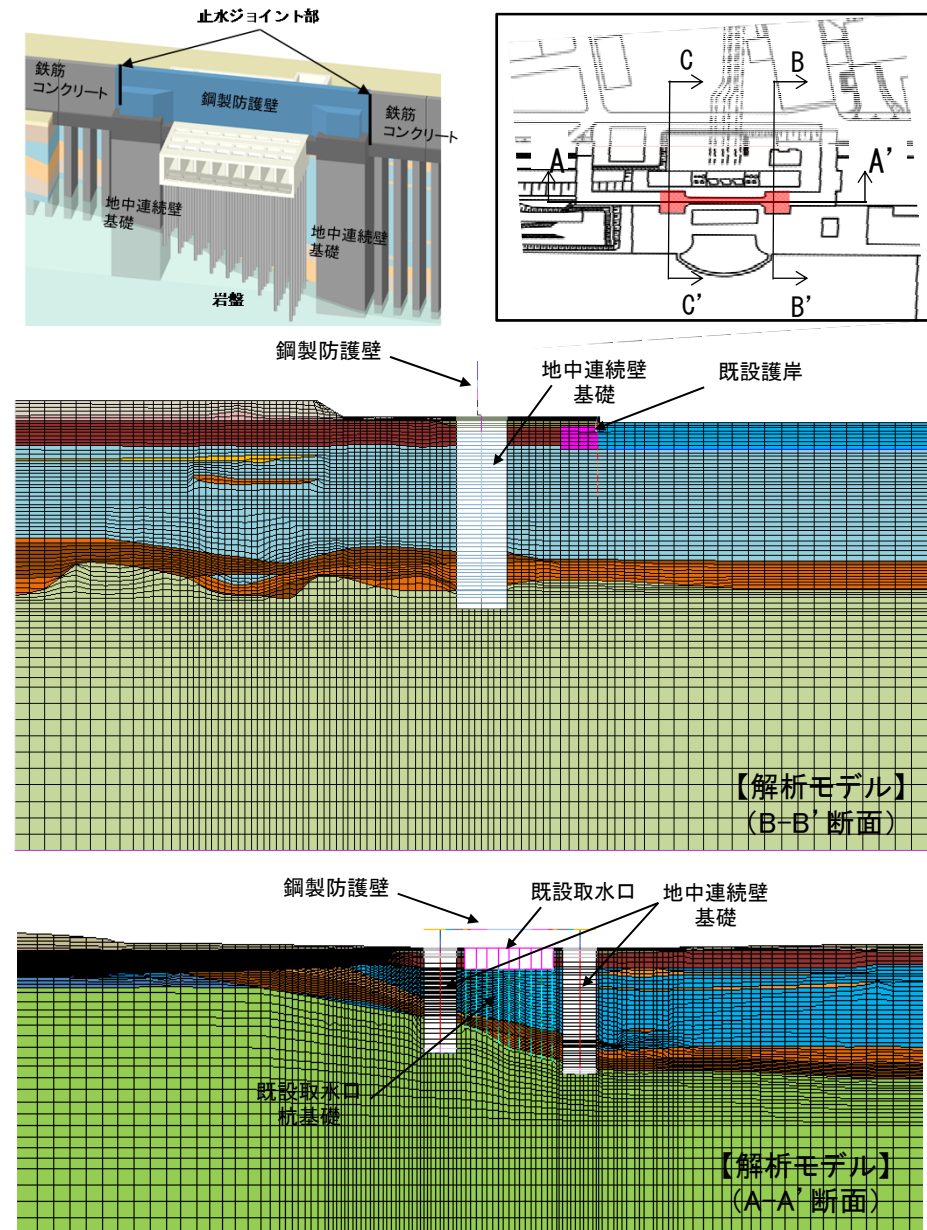 止水ジョイント部
鉄筋
コンクリート
鋼製防護壁
鉄筋
コンクリート
地中連続壁
基礎
地中連続壁
基礎
岩盤
C
B
A
A'
C'
B'
鋼製防護壁
地中連続壁
基礎
既設護岸
【解析モデル】
(B-B'断面)
鋼製防護壁
既設取水口
地中連続壁
基礎
既設取水口
杭基礎
【解析モデル】
(A-A'断面)